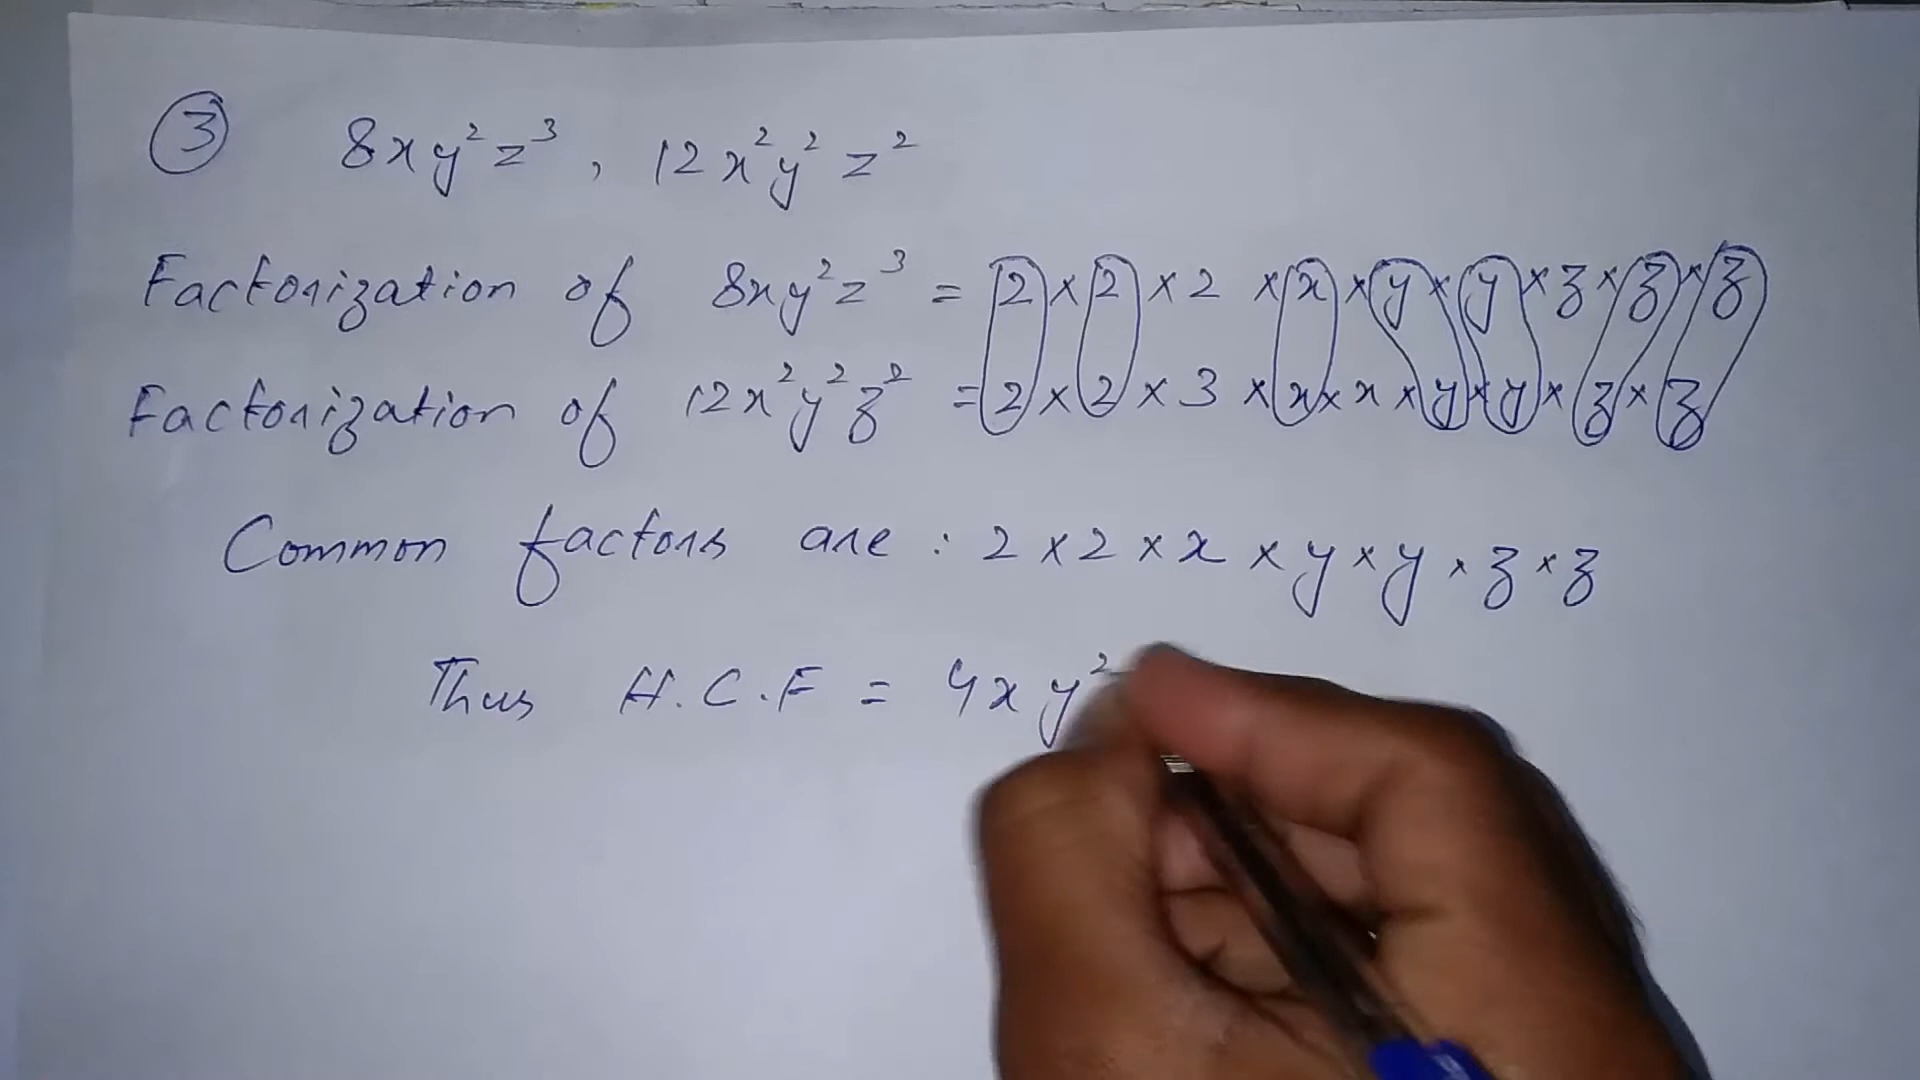 ③ 8xy²z³, 12x²y²z²
Factorization of 8xy²z³ = 2 × 2 × 2 × x × y × y × z × z × z
Factorization of 12x²y²z² = 2 × 2 × 3 × x × x × y × y × z × z
Common factors are : 2 × 2 × x × y × y × z × z
Thus H.C.F = 4xy²